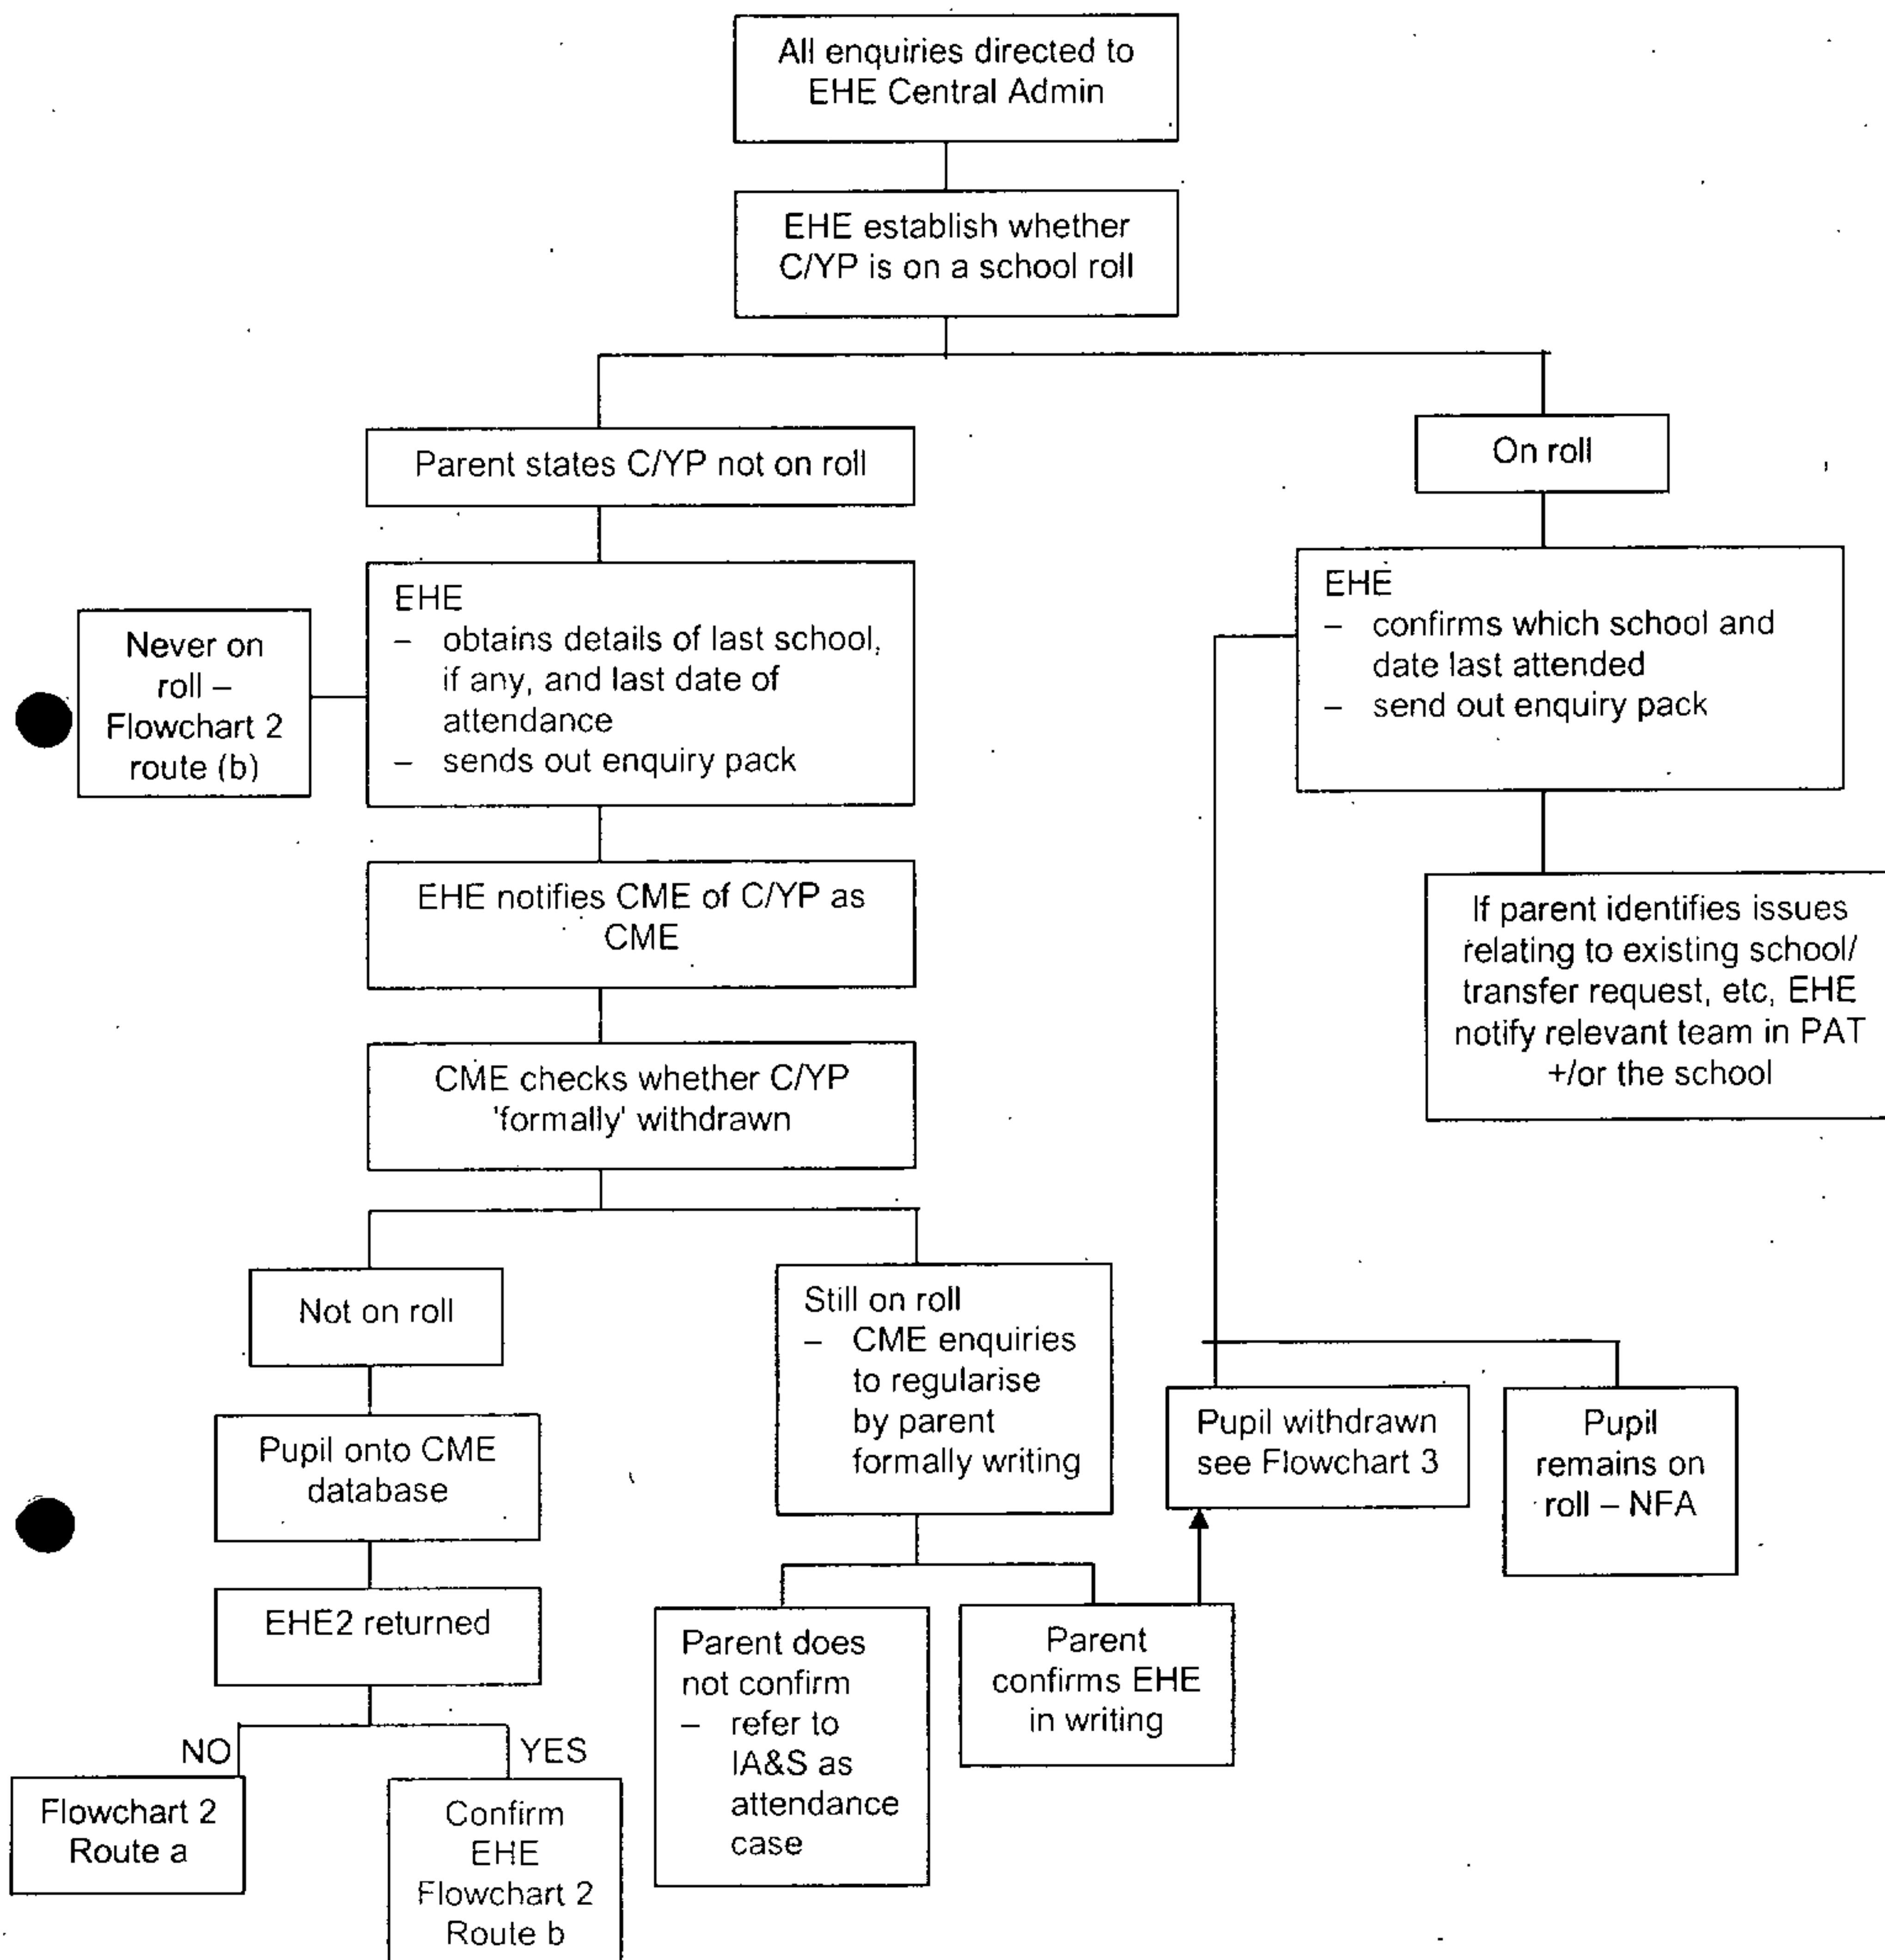 All enquiries directed to
EHE Central Admin
EHE establish whether
C/YP is on a school roll
Parent states C/YP not on roll
On roll
EHE
– obtains details of last school,
if any, and last date of
attendance
– sends out enquiry pack
Never on
roll –
Flowchart 2
route (b)
EHE
– confirms which school and
date last attended
– send out enquiry pack
EHE notifies CME of C/YP as
CME
If parent identifies issues
relating to existing school/
transfer request, etc, EHE
notify relevant team in PAT
+/or the school
CME checks whether C/YP
'formally' withdrawn
Not on roll
Still on roll
– CME enquiries
to regularise
by parent
formally writing
Pupil withdrawn
see Flowchart 3
Pupil
remains on
roll – NFA
Pupil onto CME
database
EHE2 returned
Parent does
not confirm
– refer to
IA&S as
attendance
case
Parent
confirms EHE
in writing
NO
YES
Flowchart 2
Route a
Confirm
EHE
Flowchart 2
Route b